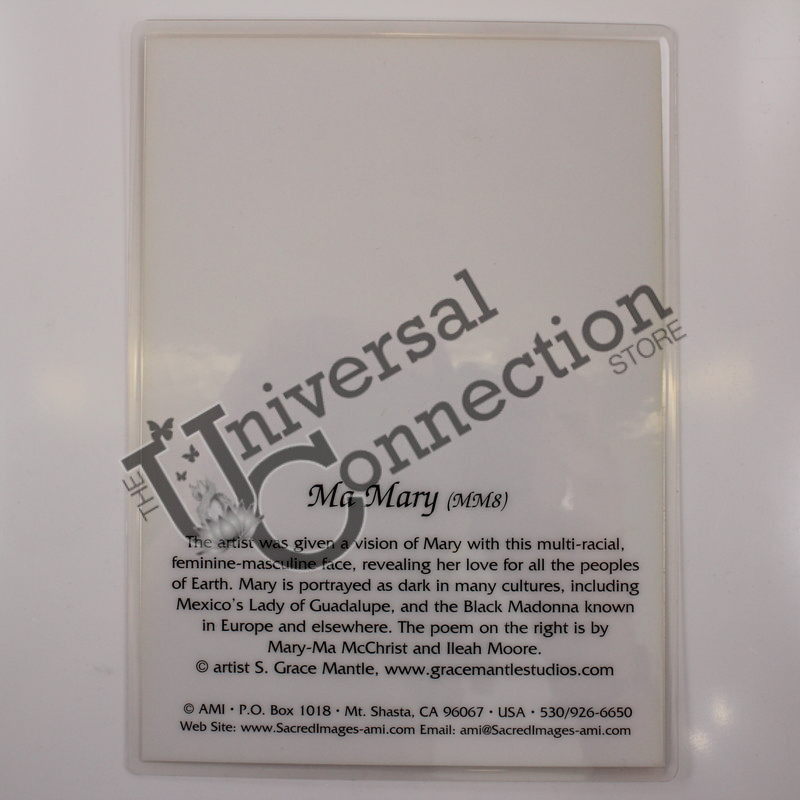 THE Universal Connection STORE
Ma Mary (MM8)
The artist was given a vision of Mary with this multi-racial,
feminine-masculine face, revealing her love for all the peoples
of Earth. Mary is portrayed as dark in many cultures, including
Mexico's Lady of Guadalupe, and the Black Madonna known
in Europe and elsewhere. The poem on the right is by
Mary-Ma McChrist and Ileah Moore.
© artist S. Grace Mantle, www.gracemantlestudios.com
© AMI • P.O. Box 1018 • Mt. Shasta, CA 96067 • USA • 530/926-6650
Web Site: www.SacredImages-ami.com Email: ami@SacredImages-ami.com